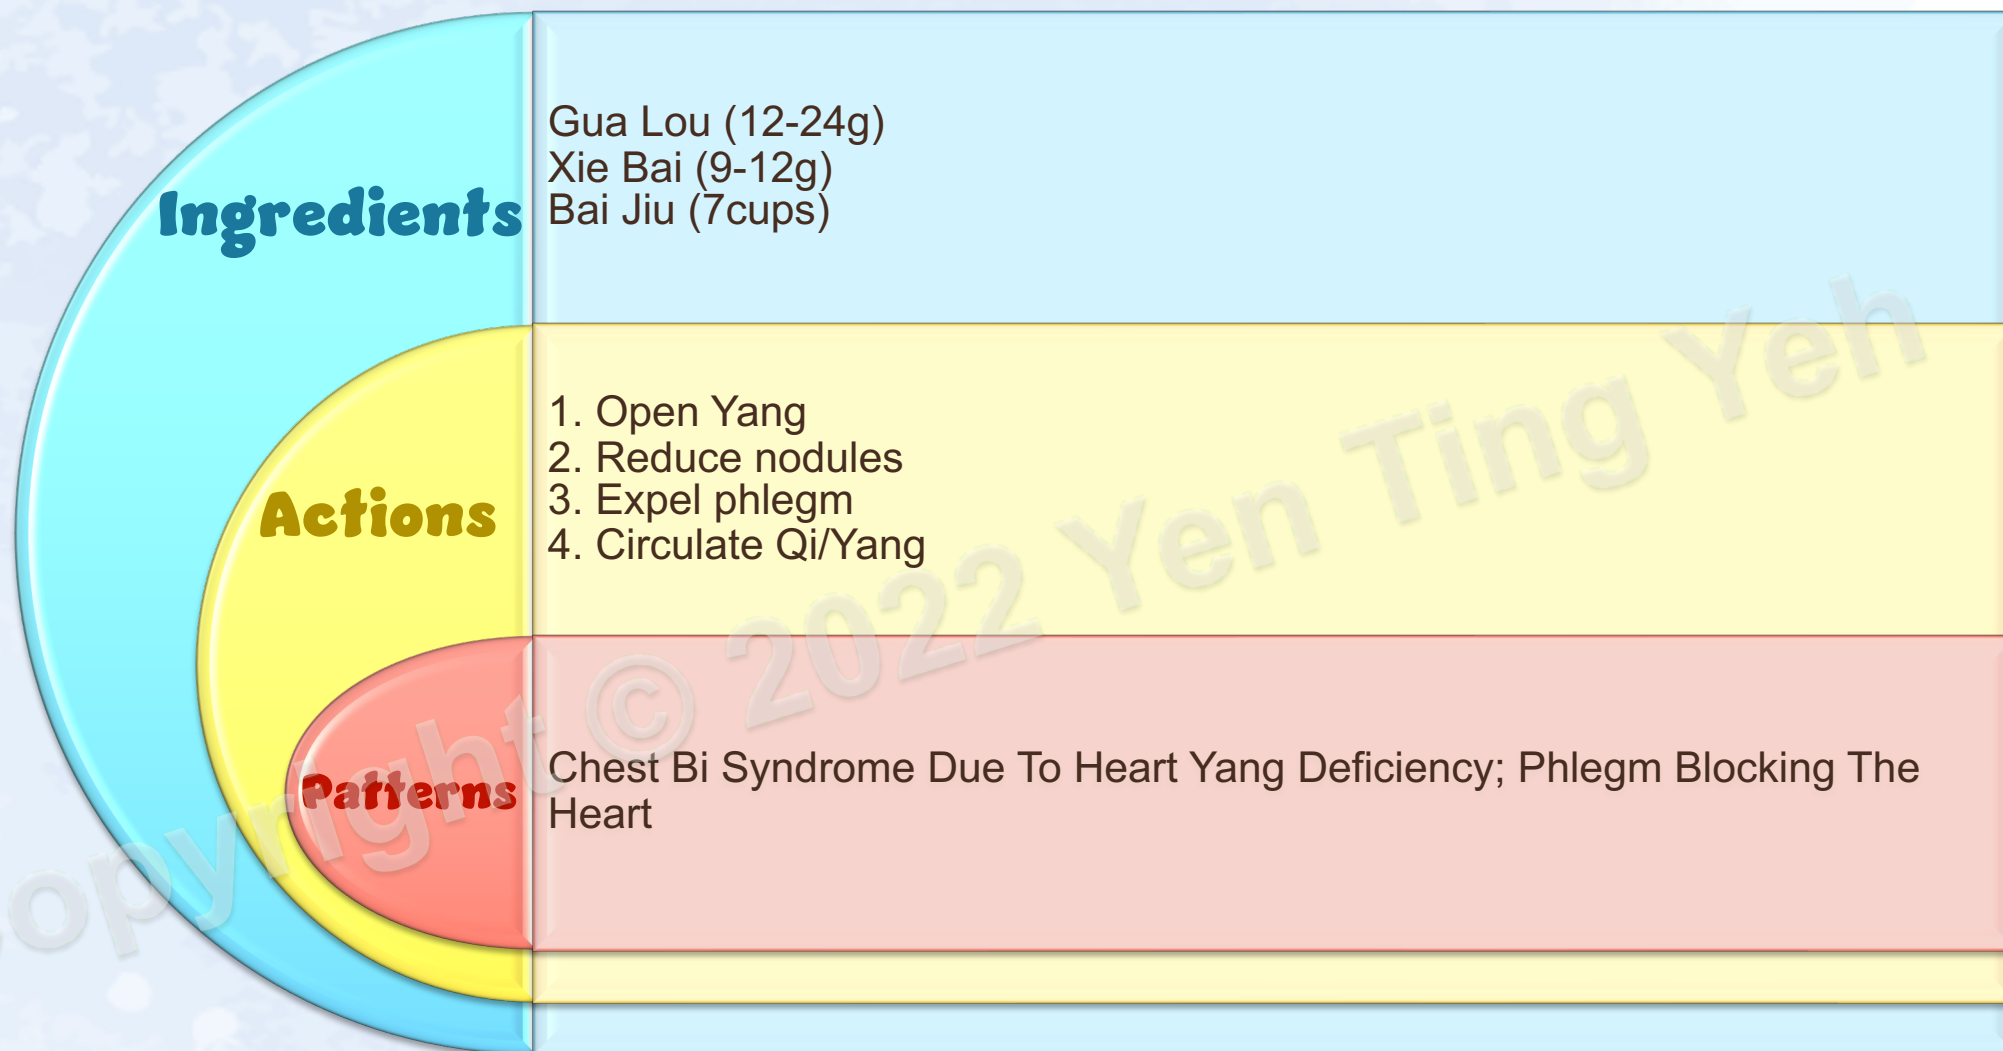 Ingredients
Gua Lou (12-24g)
Xie Bai (9-12g)
Bai Jiu (7cups)
Actions
1. Open Yang
2. Reduce nodules
3. Expel phlegm
4. Circulate Qi/Yang
Patterns
Chest Bi Syndrome Due To Heart Yang Deficiency; Phlegm Blocking The
Heart
opyright © 2022 Yen Ting Yeh